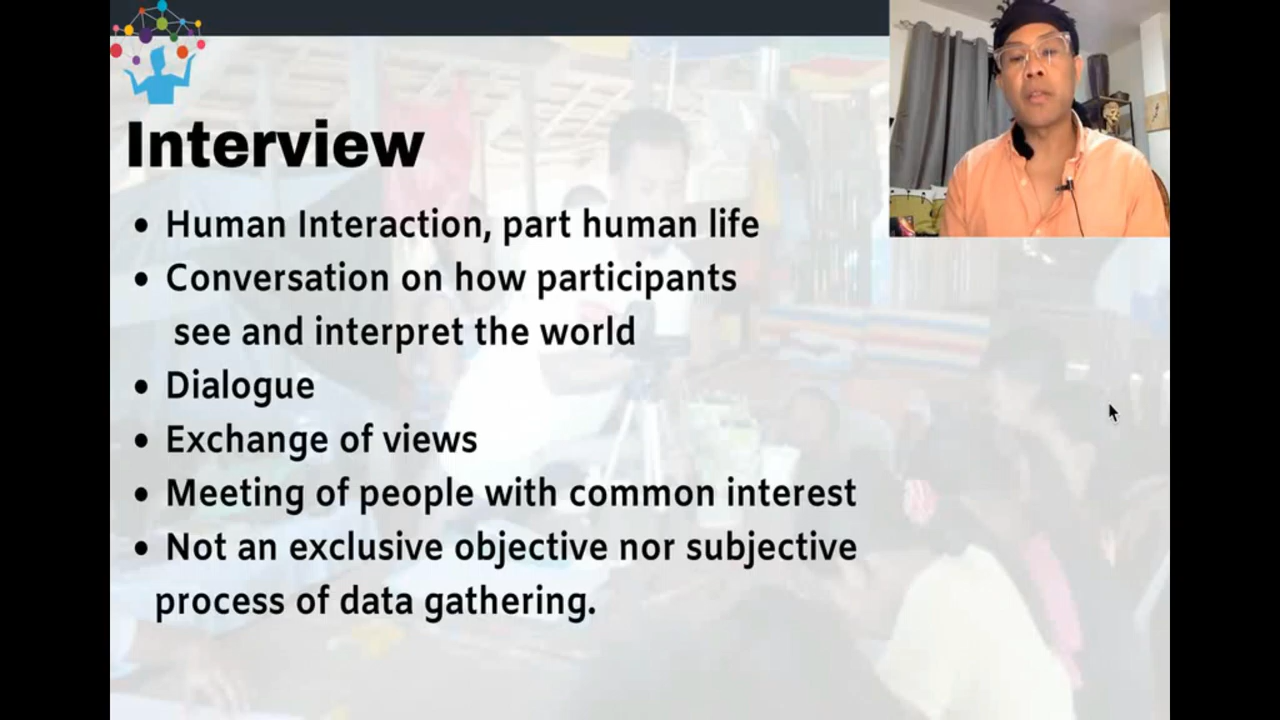 Interview
• Human Interaction, part human life
• Conversation on how participants
see and interpret the world
• Dialogue
• Exchange of views
• Meeting of people with common interest
• Not an exclusive objective nor subjective
process of data gathering.